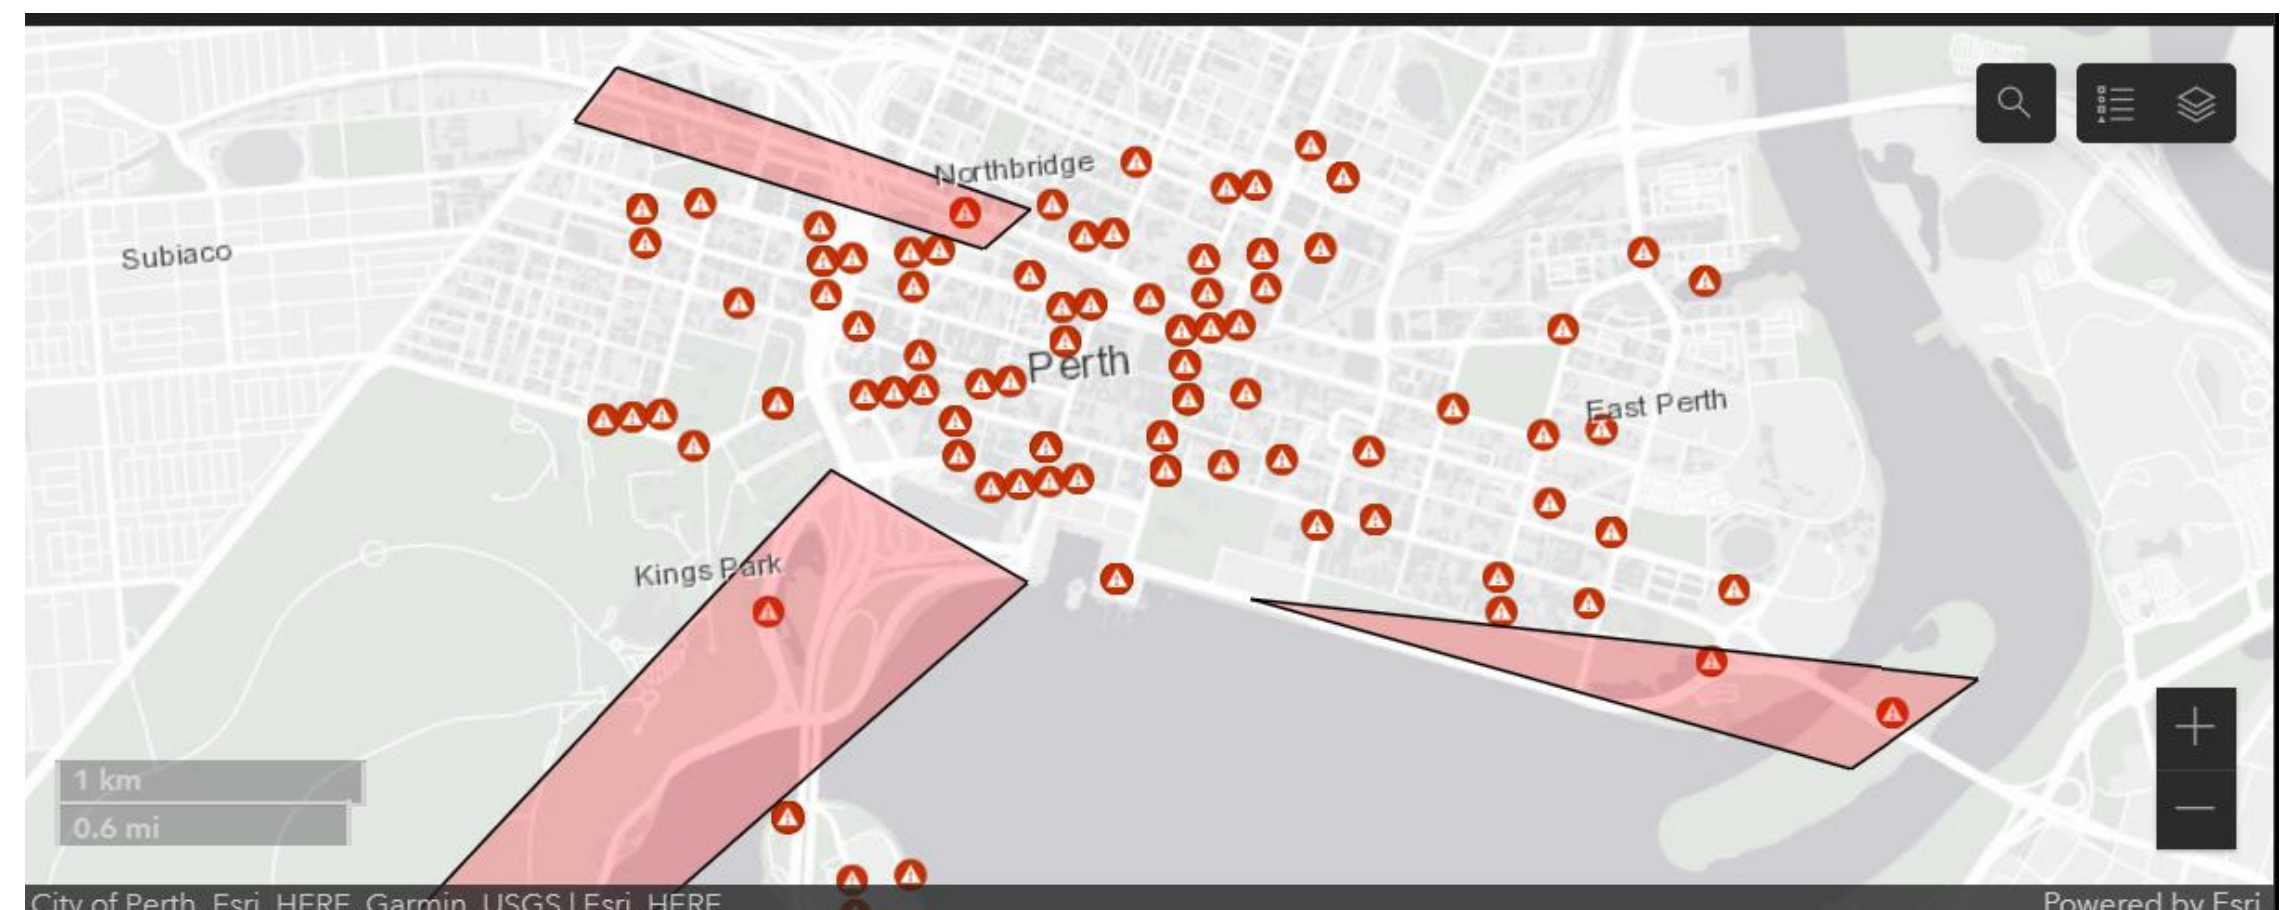 Northbridge
Subiaco
Perth
East Perth
Kings Park
1 km
0.6 mi
City of Perth, Esri, HERE, Garmin, USGS | Esri, HERE
Powered by Esri